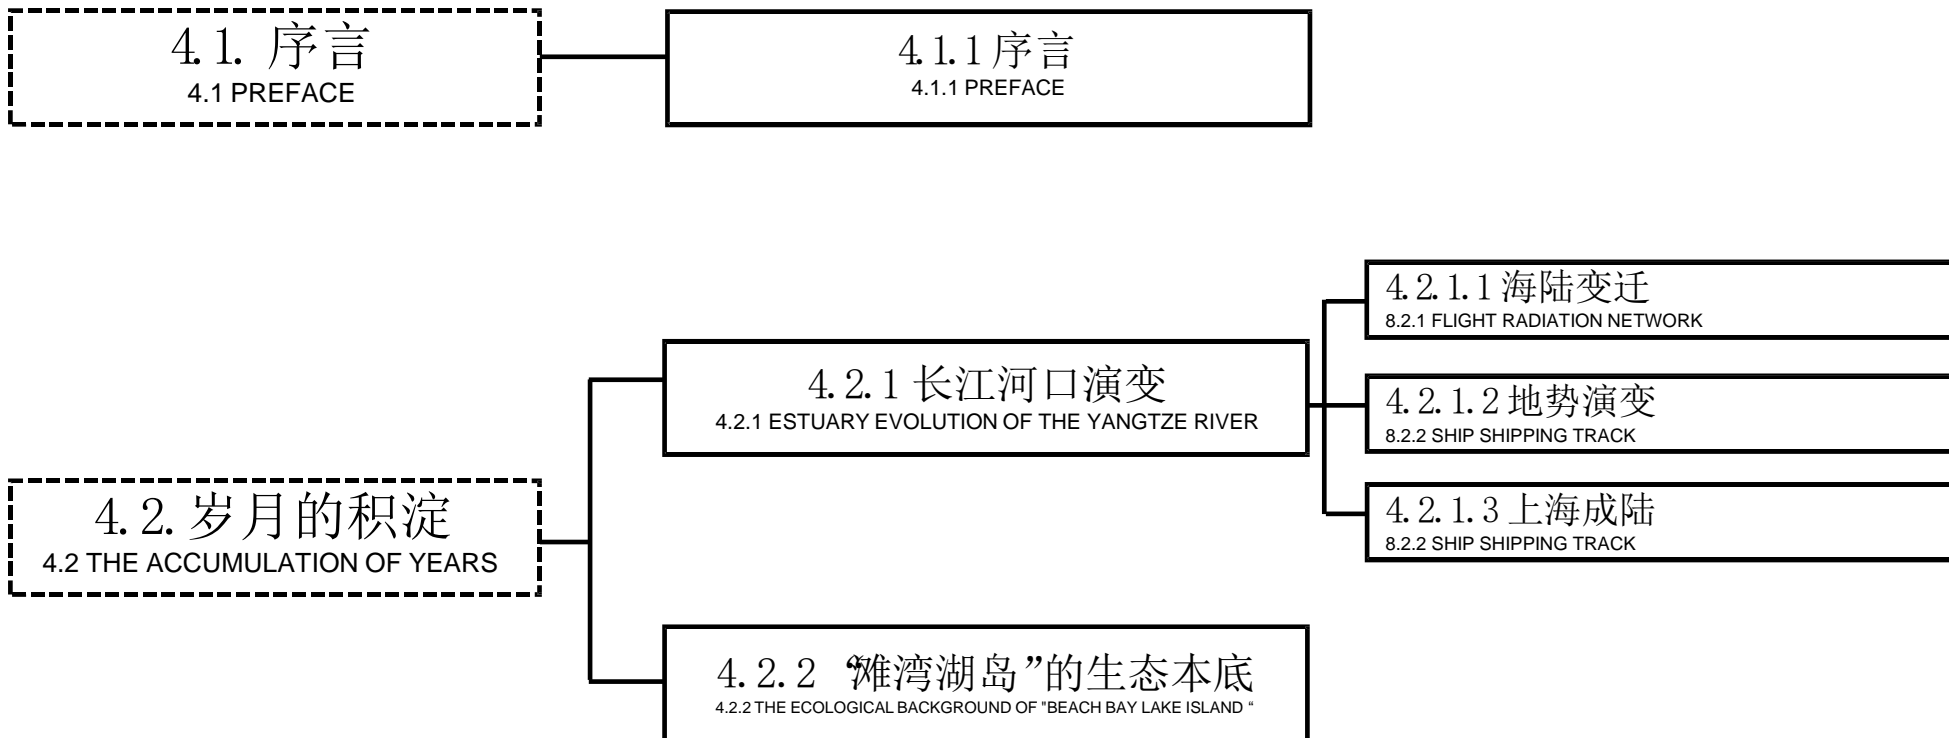 4.1. 序言
4.1 PREFACE
4.1.1 序言
4.1.1 PREFACE
4.2.1.1 海陆变迁
8.2.1 FLIGHT RADIATION NETWORK
4.2.1 长江河口演变
4.2.1 ESTUARY EVOLUTION OF THE YANGTZE RIVER
4.2.1.2 地势演变
8.2.2 SHIP SHIPPING TRACK
4.2. 岁月的积淀
4.2 THE ACCUMULATION OF YEARS
4.2.1.3 上海成陆
8.2.2 SHIP SHIPPING TRACK
4.2.2 “滩湾湖岛”的生态本底
4.2.2 THE ECOLOGICAL BACKGROUND OF "BEACH BAY LAKE ISLAND “